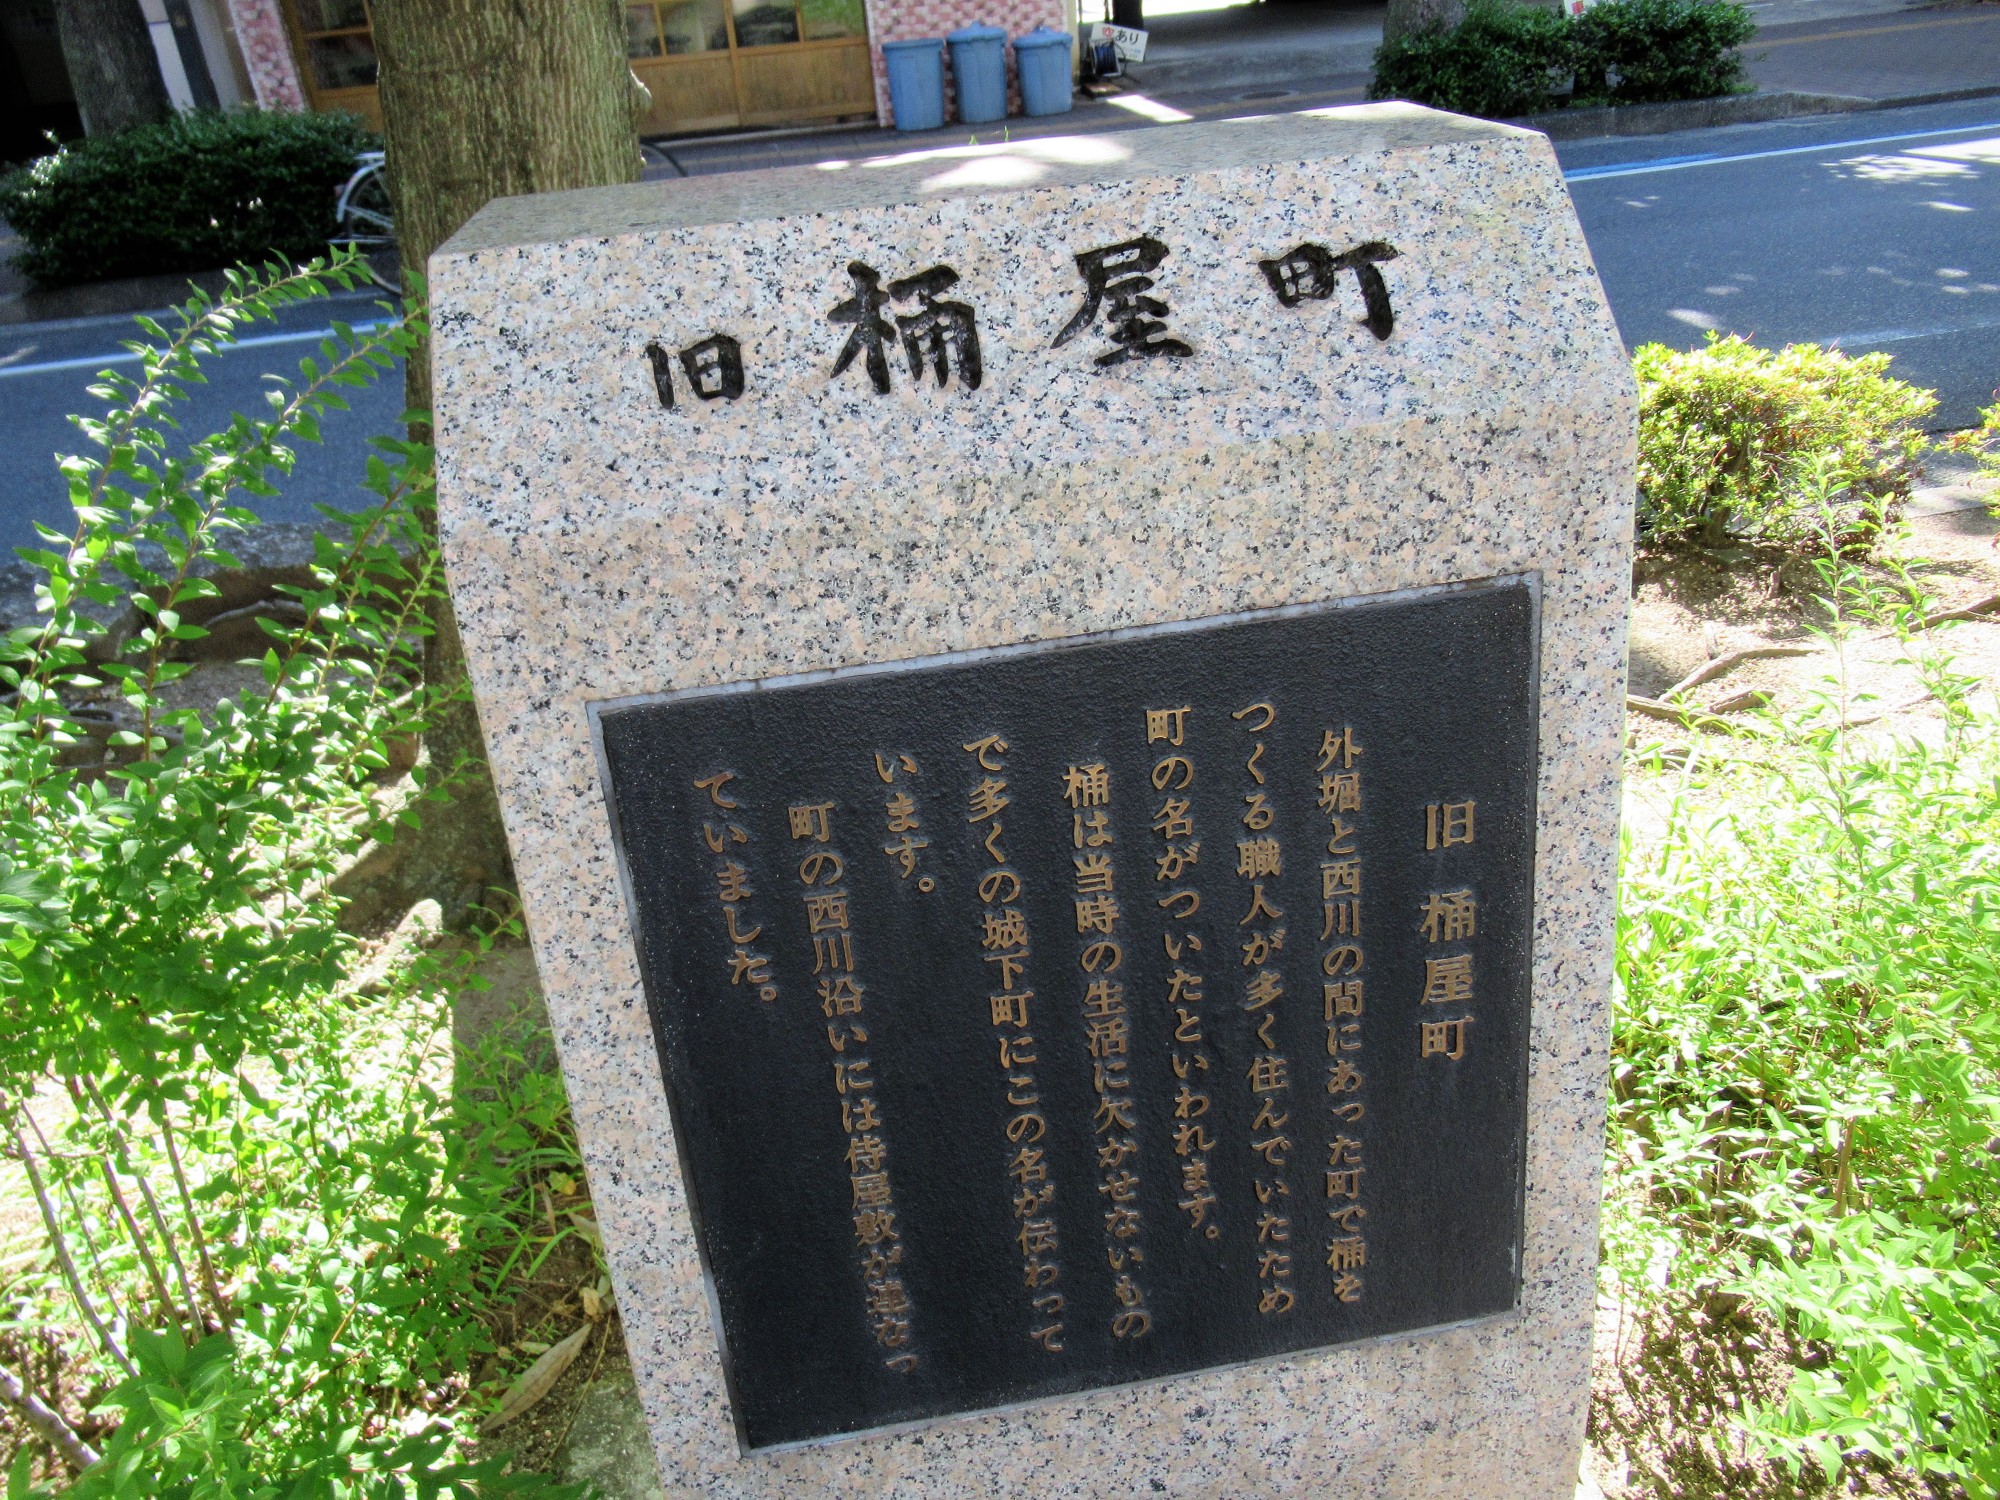 空あり
旧桶屋町
旧桶屋町
外堀と西川の間にあった町で桶を
つくる職人が多く住んでいたため
町の名がついたといわれます。
桶は当時の生活に欠かせないもの
で多くの城下町にこの名が伝わって
います。
町の西川沿いには侍屋敷が連なっ
ていました。